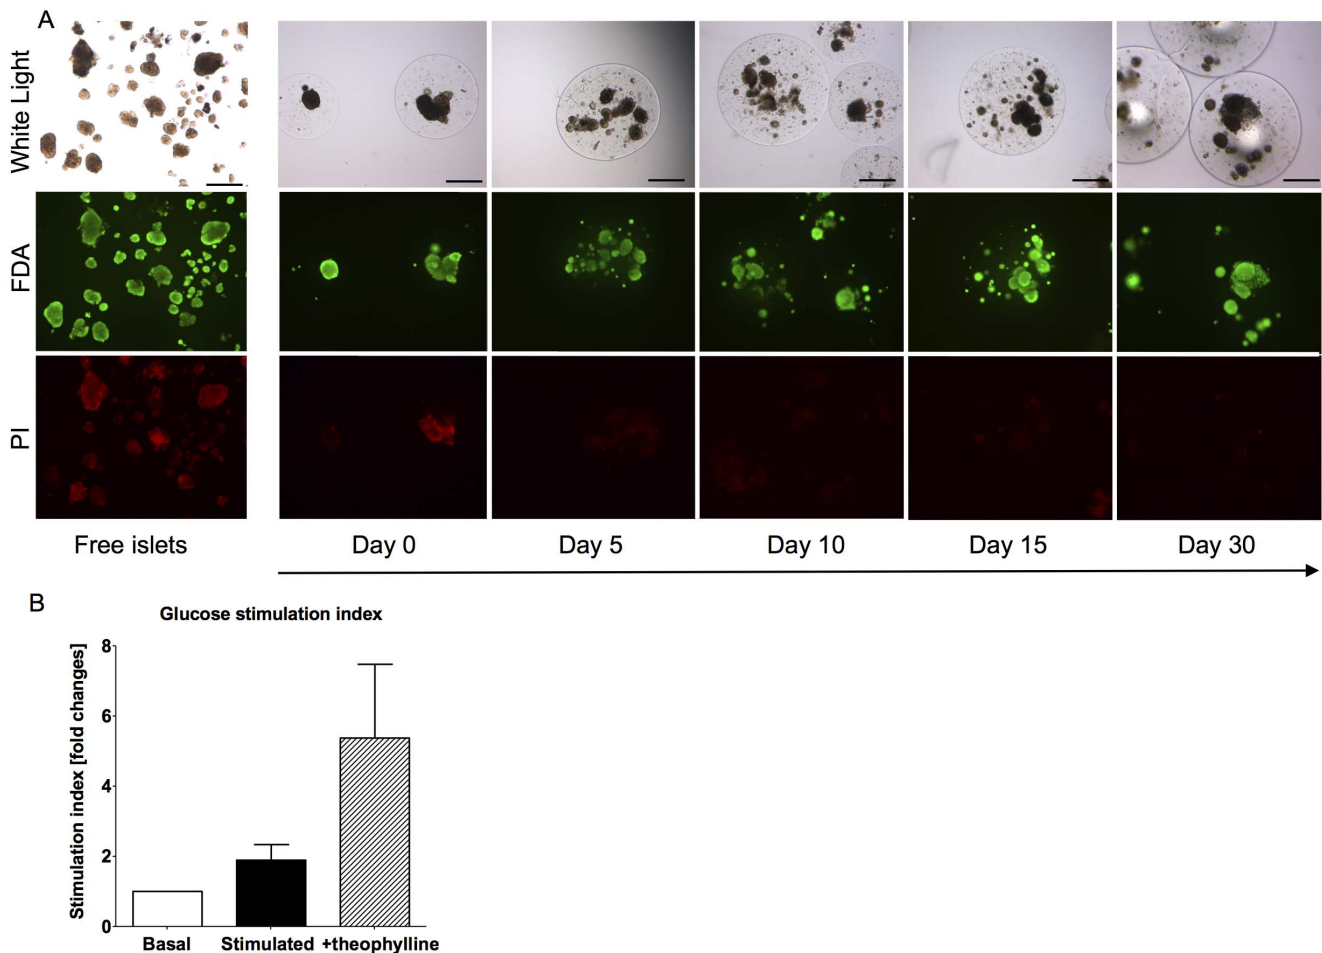 A
White Light
FDA
PI
Free islets
Day 0
Day 5
Day 10
Day 15
Day 30
B
Glucose stimulation index
Stimulation index [fold changes]
8
6
4
2
0
Basal
Stimulated
+theophylline